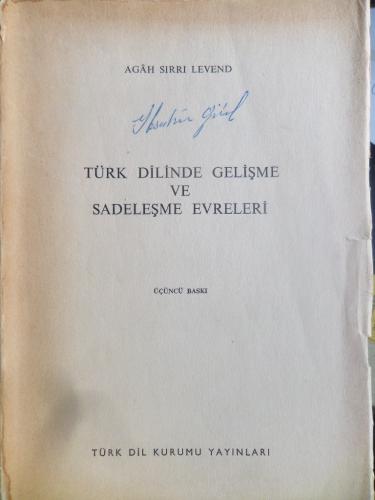 AGÂH SIRRI LEVEND
TÜRK DİLİNDE GELİŞME
VE
SADELEŞME EVRELERİ
ÜÇÜNCÜ BASKI
TÜRK DİL KURUMU YAYINLARI